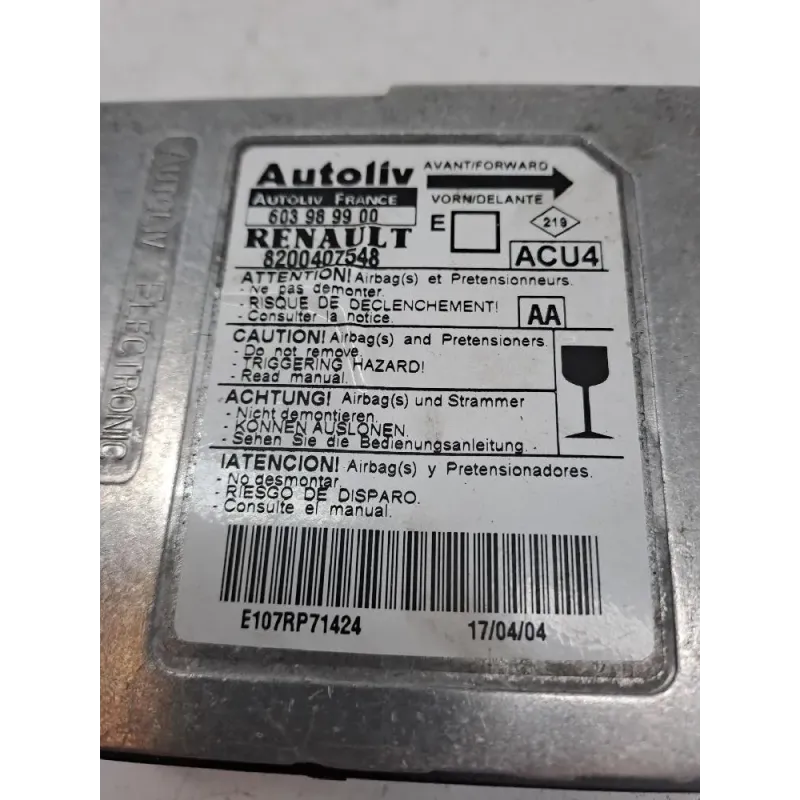 AUTOLIV ELECTRONIC
Autoliv
AUTOLIV FRANCE
603 98 99 00
RENAULT
8200407548
AVANT/FORWARD
VORN/DELANTE
E
219
ACU4
ATTENTION! Airbag(s) et Pretensionneurs.
- Ne pas demonter.
- RISQUE DE DECLENCHEMENT!
- Consulter la notice.
AA
CAUTION! Airbag(s) and Pretensioners.
- Do not remove.
- TRIGGERING HAZARD!
- Read manual.
ACHTUNG! Airbag(s) und Strammer
- Nicht demontieren.
- KONNEN AUSLONEN.
- Sehen Sie die Bedienungsanleitung.
¡ATENCION! Airbag(s) y Pretensionadores.
- No desmontar.
- RIESGO DE DISPARO.
- Consulte el manual.
E107RP71424
17/04/04